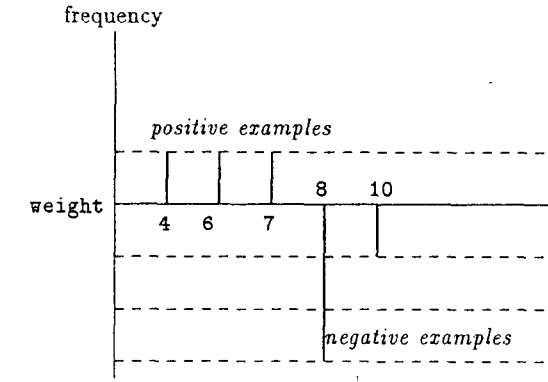 frequency
positive examples
8 10
weight
4 6 7
negative examples